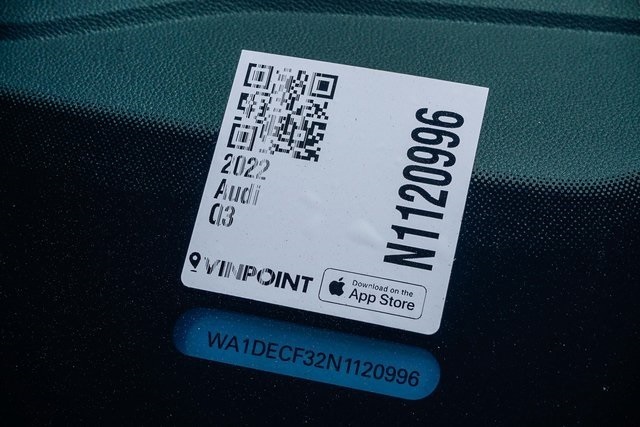 2022
Audi
Q3
N1120996
VINPOINT
Download on the
App Store
WA1DECF32N1120996